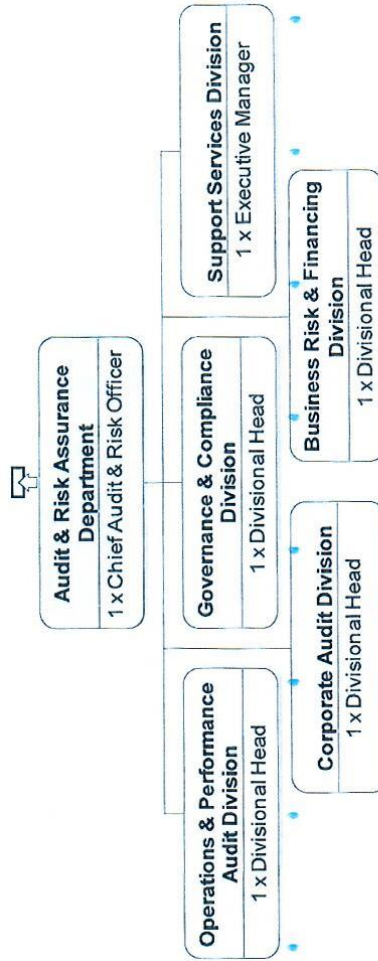 Audit & Risk Assurance
Department
1 x Chief Audit & Risk Officer
Operations & Performance
Audit Division
1 x Divisional Head
Governance & Compliance
Division
1 x Divisional Head
Support Services Division
1 x Executive Manager
Corporate Audit Division
1 x Divisional Head
Business Risk & Financing
Division
1 x Divisional Head